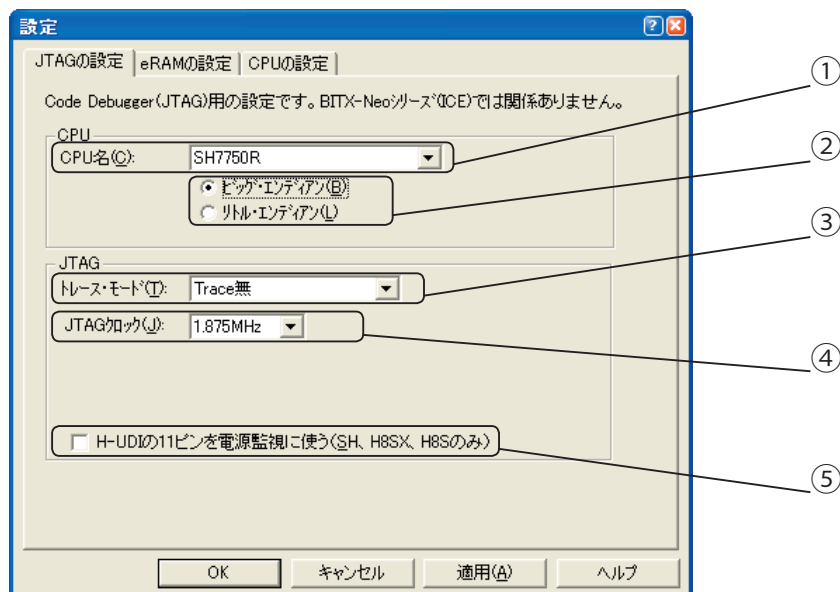 設定
JTAGの設定 eRAMの設定 CPUの設定
Code Debugger(JTAG)用の設定です。BITX-Neoシリーズ(ICE)では関係ありません。
CPU
CPU名(C): SH7750R
ビッグ・エンディアン(B)
リトル・エンディアン(L)
JTAG
トレース・モード(T): Trace無
JTAGクロック(J): 1.875MHz
H-UDIの11ピンを電源監視に使う(SH、H8SX、H8Sのみ)
OK キャンセル 適用(A) ヘルプ
①
②
③
④
⑤